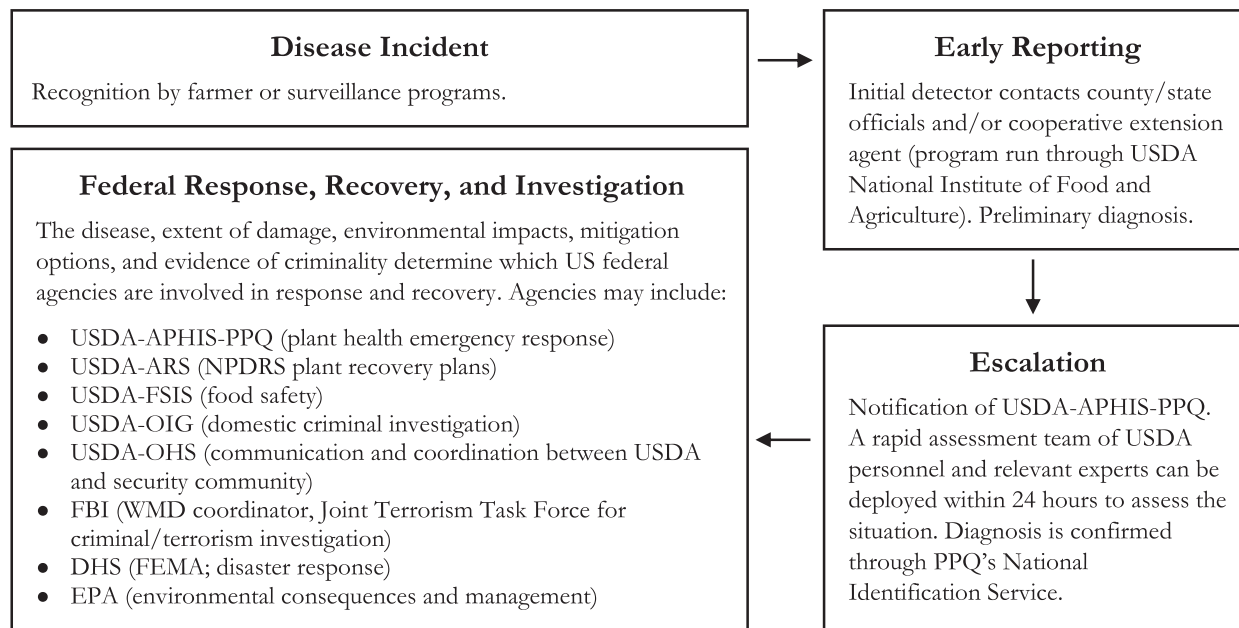 Disease Incident
Recognition by farmer or surveillance programs.
Early Reporting
Initial detector contacts county/state
officials and/or cooperative extension
agent (program run through USDA
National Institute of Food and
Agriculture). Preliminary diagnosis.
Escalation
Notification of USDA-APHIS-PPQ.
A rapid assessment team of USDA
personnel and relevant experts can be
deployed within 24 hours to assess the
situation. Diagnosis is confirmed
through PPQ’s National
Identification Service.
Federal Response, Recovery, and Investigation
The disease, extent of damage, environmental impacts, mitigation
options, and evidence of criminality determine which US federal
agencies are involved in response and recovery. Agencies may include:
● USDA-APHIS-PPQ (plant health emergency response)
● USDA-ARS (NPDRS plant recovery plans)
● USDA-FSIS (food safety)
● USDA-OIG (domestic criminal investigation)
● USDA-OHS (communication and coordination between USDA
and security community)
● FBI (WMD coordinator, Joint Terrorism Task Force for
criminal/terrorism investigation)
● DHS (FEMA; disaster response)
● EPA (environmental consequences and management)